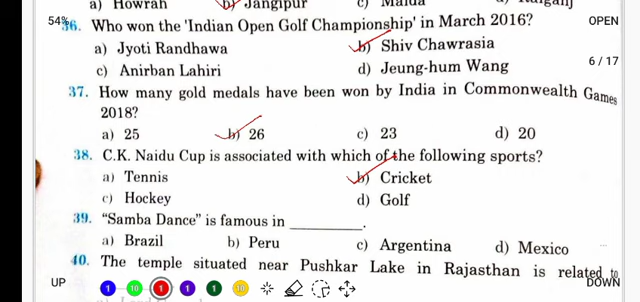 a) Howrah b) Jangipur c) Malda
54% 36. Who won the 'Indian Open Golf Championship' in March 2016? OPEN
a) Jyoti Randhawa b) Shiv Chawrasia
c) Anirban Lahiri d) Jeung-hum Wang
6 / 17
37. How many gold medals have been won by India in Commonwealth Games
2018?
a) 25 b) 26 c) 23 d) 20
38. C.K. Naidu Cup is associated with which of the following sports?
a) Tennis b) Cricket
c) Hockey d) Golf
39. "Samba Dance" is famous in ________.
a) Brazil b) Peru c) Argentina d) Mexico
40. The temple situated near Pushkar Lake in Rajasthan is related to
UP 1 10 1 1 1 10 DOWN